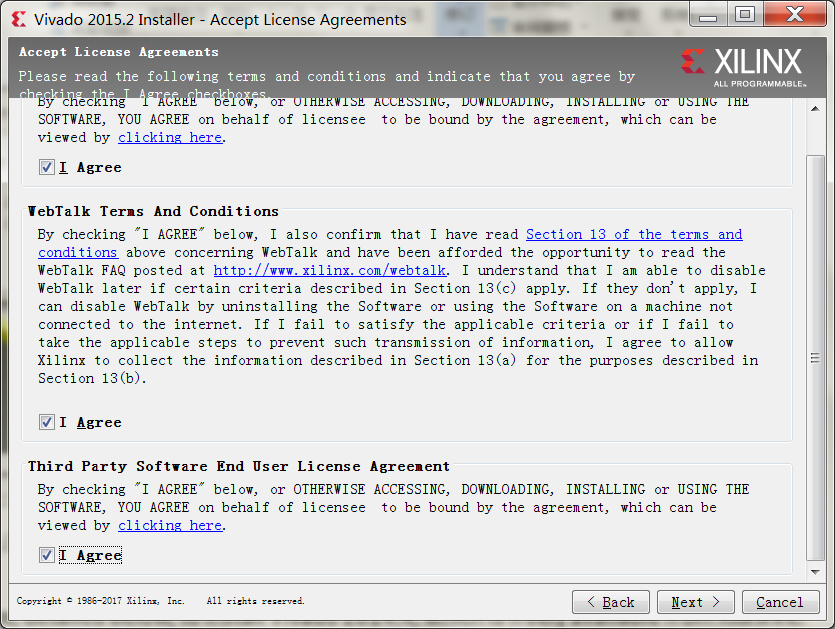 Vivado 2015.2 Installer - Accept License Agreements
Accept License Agreements
Please read the following terms and conditions and indicate that you agree by
checking the I Agree checkboxes.
XILINX
ALL PROGRAMMABLE™
By checking "I AGREE" below, or OTHERWISE ACCESSING, DOWNLOADING, INSTALLING or USING THE
SOFTWARE, YOU AGREE on behalf of licensee  to be bound by the agreement, which can be
viewed by clicking here.
I Agree
WebTalk Terms And Conditions
By checking "I AGREE" below, I also confirm that I have read Section 13 of the terms and
conditions above concerning WebTalk and have been afforded the opportunity to read the
WebTalk FAQ posted at http://www.xilinx.com/webtalk. I understand that I am able to disable
WebTalk later if certain criteria described in Section 13(c) apply. If they don't apply, I
can disable WebTalk by uninstalling the Software or using the Software on a machine not
connected to the internet. If I fail to satisfy the applicable criteria or if I fail to
take the applicable steps to prevent such transmission of information, I agree to allow
Xilinx to collect the information described in Section 13(a) for the purposes described in
Section 13(b).
I Agree
Third Party Software End User License Agreement
By checking "I AGREE" below, or OTHERWISE ACCESSING, DOWNLOADING, INSTALLING or USING THE
SOFTWARE, YOU AGREE on behalf of licensee  to be bound by the agreement, which can be
viewed by clicking here.
I Agree
Copyright © 1986-2017 Xilinx, Inc.    All rights reserved.
< Back
Next >
Cancel